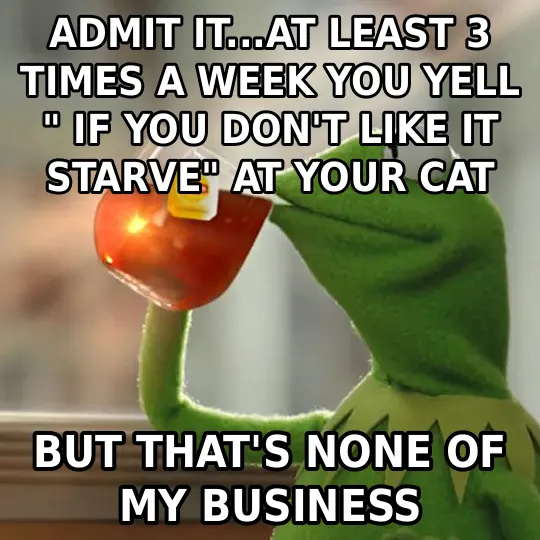 ADMIT IT...AT LEAST 3
TIMES A WEEK YOU YELL
" IF YOU DON'T LIKE IT
STARVE" AT YOUR CAT
BUT THAT'S NONE OF
MY BUSINESS